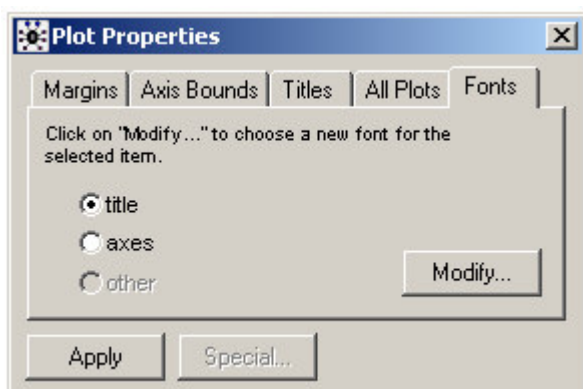 Plot Properties
Margins Axis Bounds Titles All Plots Fonts
Click on "Modify..." to choose a new font for the
selected item.
title
axes
other
Modify...
Apply Special...